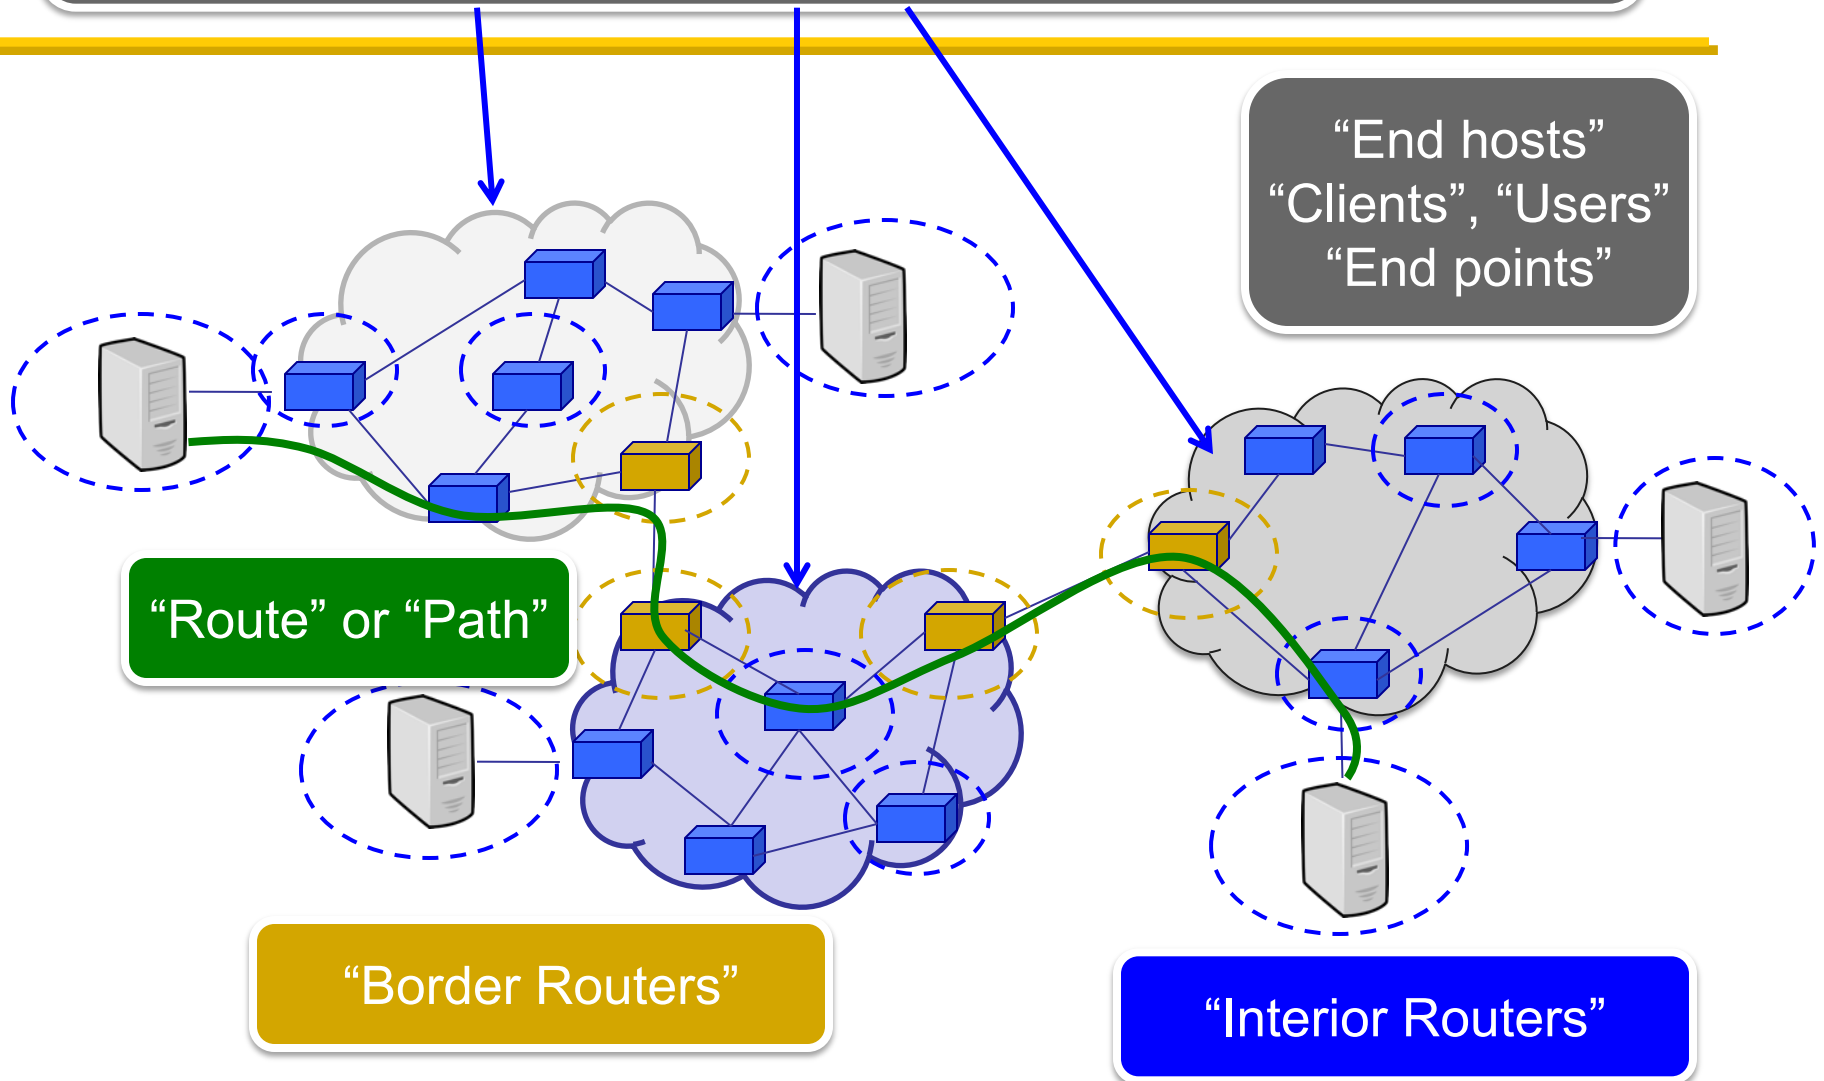 “End hosts”
“Clients”, “Users”
“End points”
“Route” or “Path”
“Border Routers”
“Interior Routers”